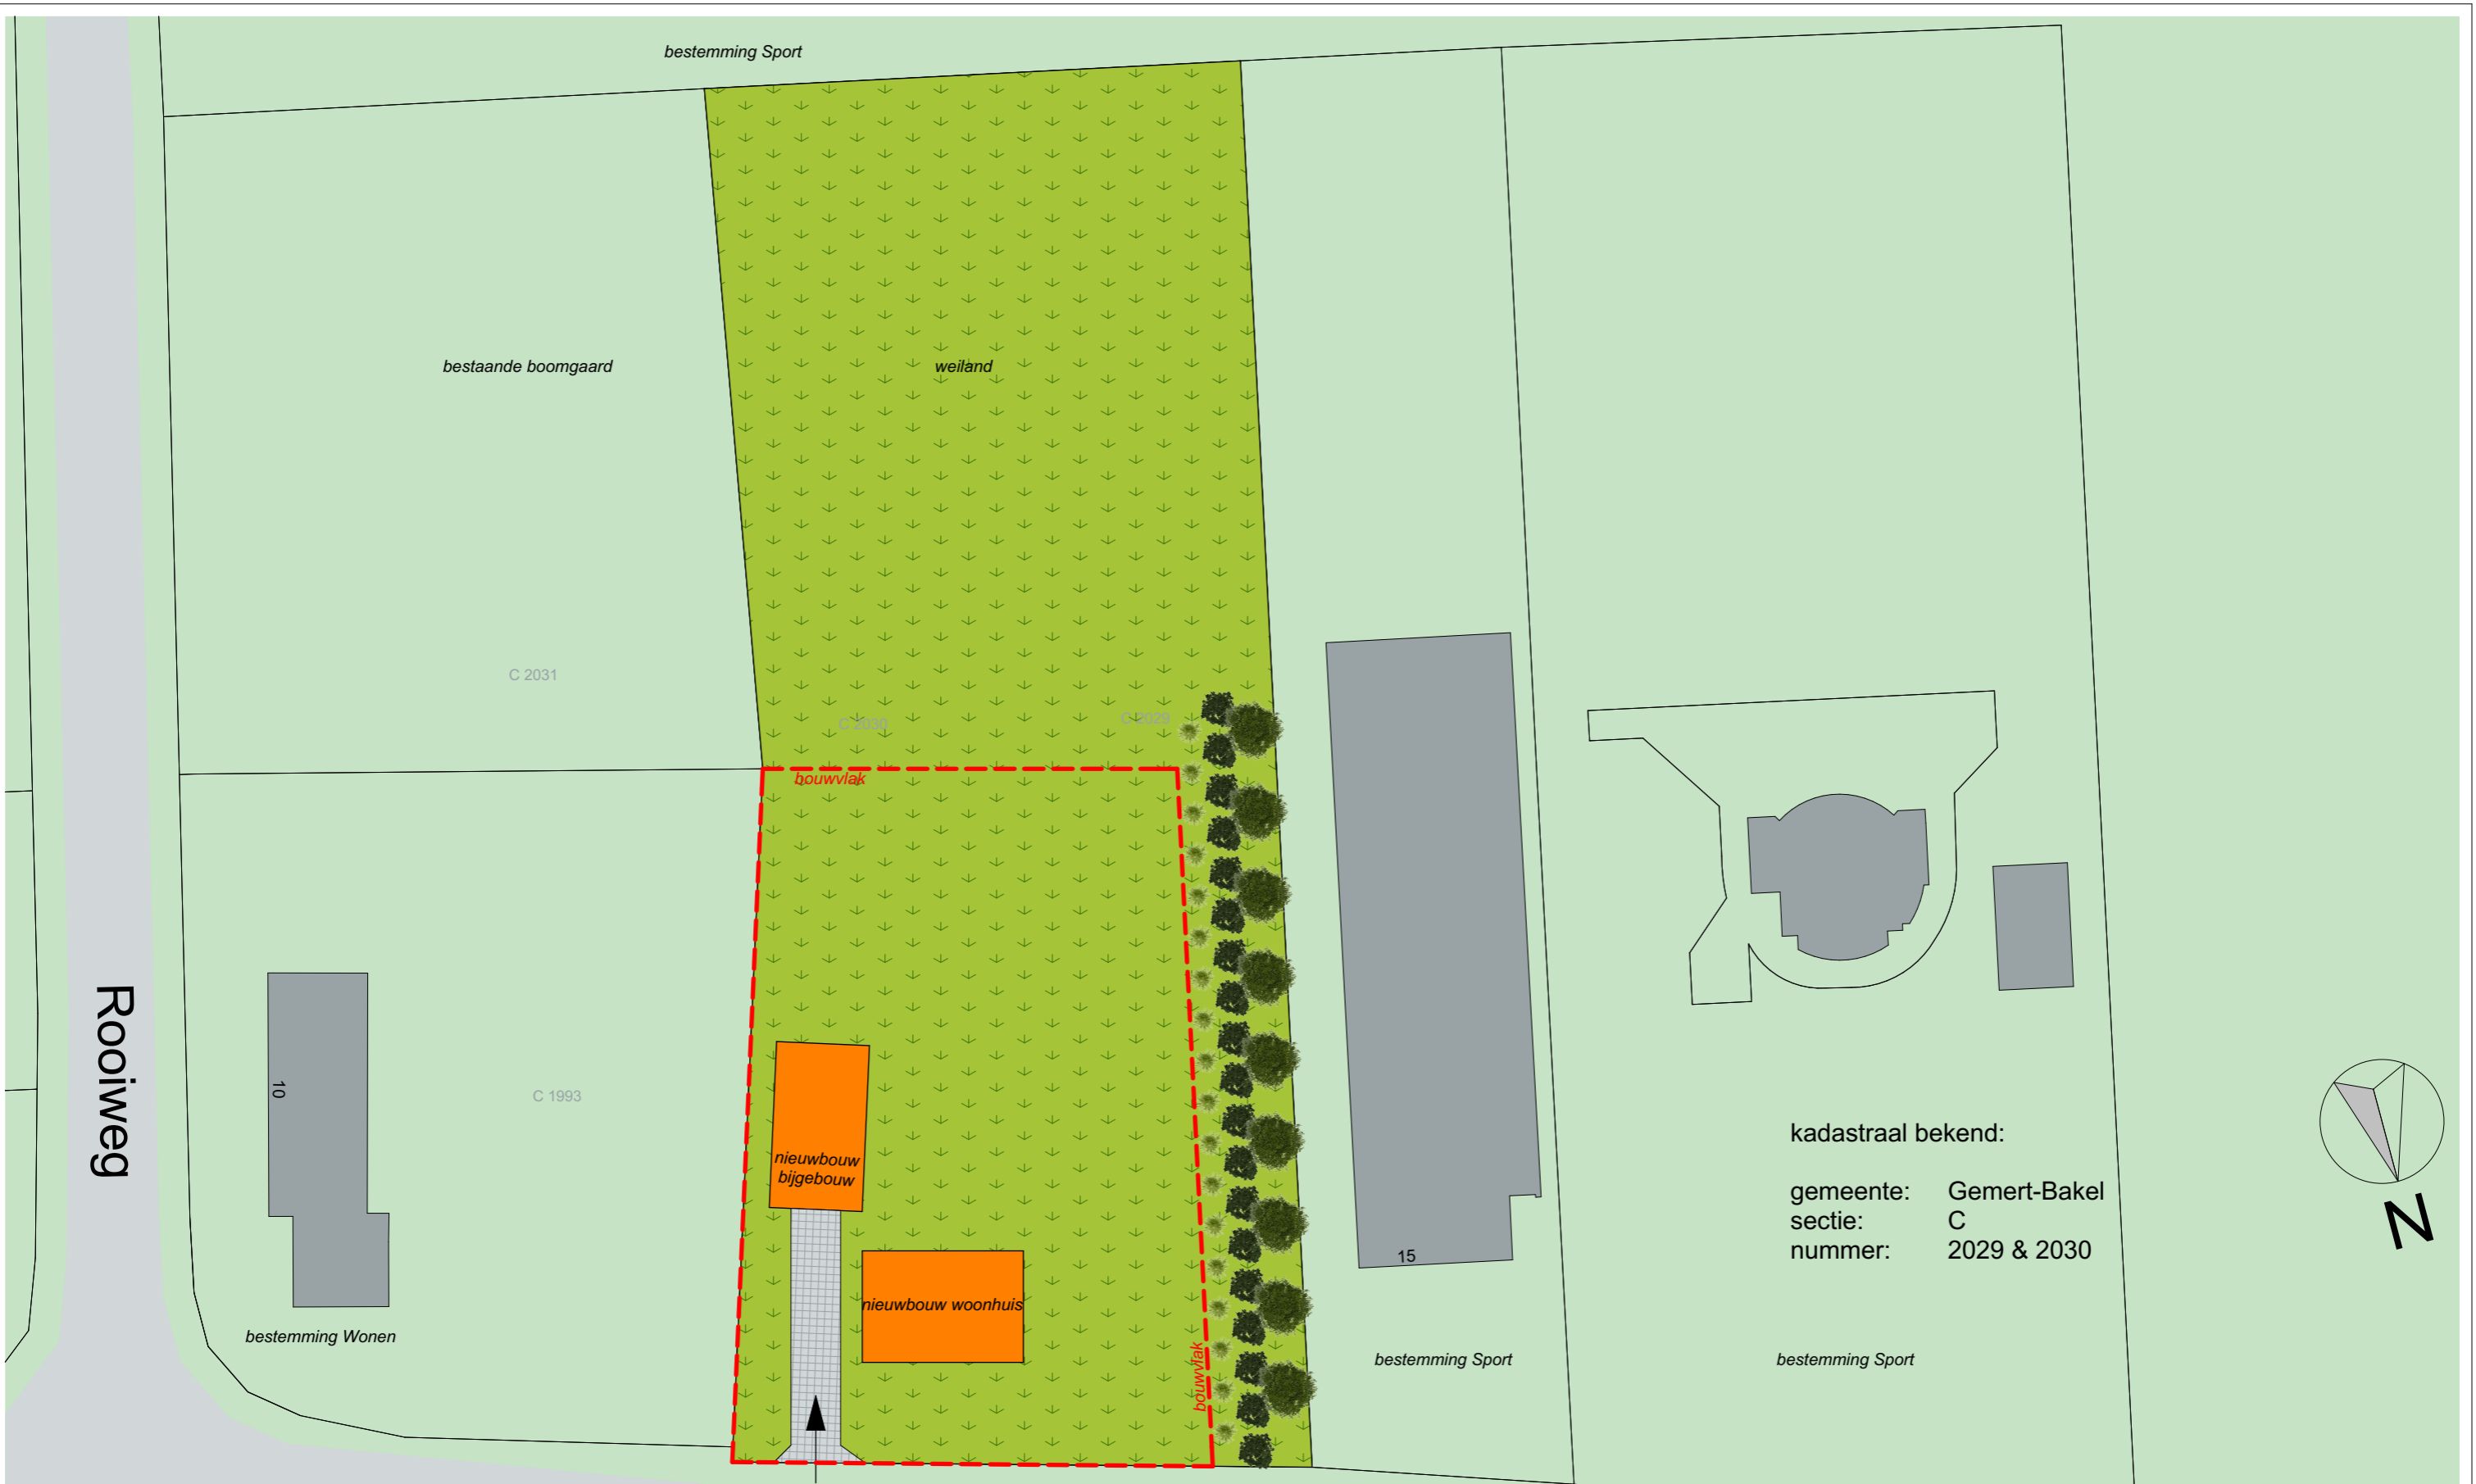 bestemming Sport
bestaande boomgaard
weiland
C 2031
C 2030
C 2029
bouwvlak
Rooiweg
10
C 1993
nieuwbouw
bijgebouw
nieuwbouw woonhuis
bouwvlak
15
bestemming Wonen
bestemming Sport
bestemming Sport
kadastraal bekend:
gemeente: Gemert-Bakel
sectie: C
nummer: 2029 & 2030
N